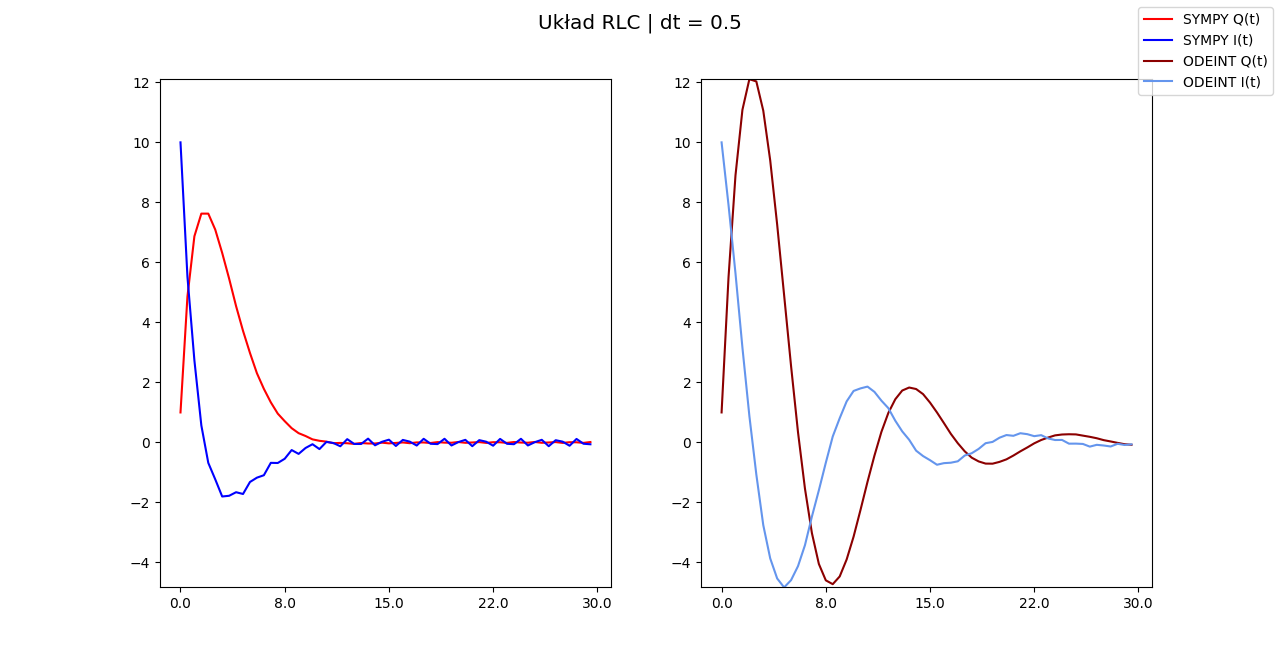 Układ RLC | dt = 0.5
SYMPY Q(t)
SYMPY I(t)
ODEINT Q(t)
ODEINT I(t)
12
10
8
6
4
2
0
−2
−4
0.0 8.0 15.0 22.0 30.0
12
10
8
6
4
2
0
−2
−4
0.0 8.0 15.0 22.0 30.0